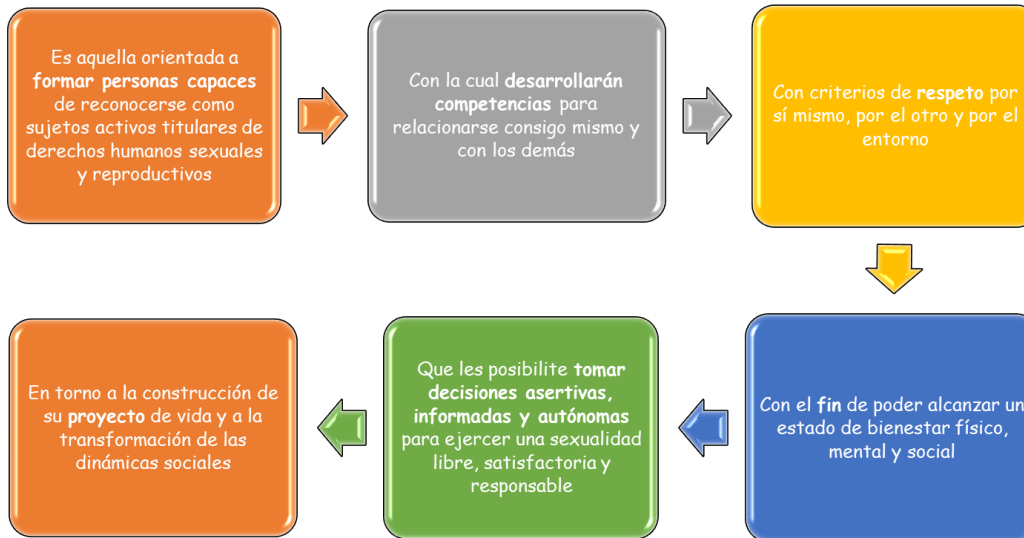 Es aquella orientada a
formar personas capaces
de reconocerse como
sujetos activos titulares de
derechos humanos sexuales
y reproductivos
Con la cual desarrollarán
competencias para
relacionarse consigo mismo y
con los demás
Con criterios de respeto por
sí mismo, por el otro y por el
entorno
Con el fin de poder alcanzar un
estado de bienestar físico,
mental y social
Que les posibilite tomar
decisiones asertivas,
informadas y autónomas
para ejercer una sexualidad
libre, satisfactoria y
responsable
En torno a la construcción de
su proyecto de vida y a la
transformación de las
dinámicas sociales